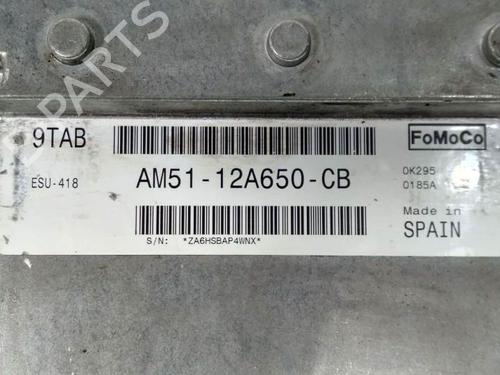 PARTS
9TAB
FoMoCo
ESU-418
AM51-12A650-CB
0K295
0185A
Made in
SPAIN
S/N: *ZA6HSBAP4WNX*